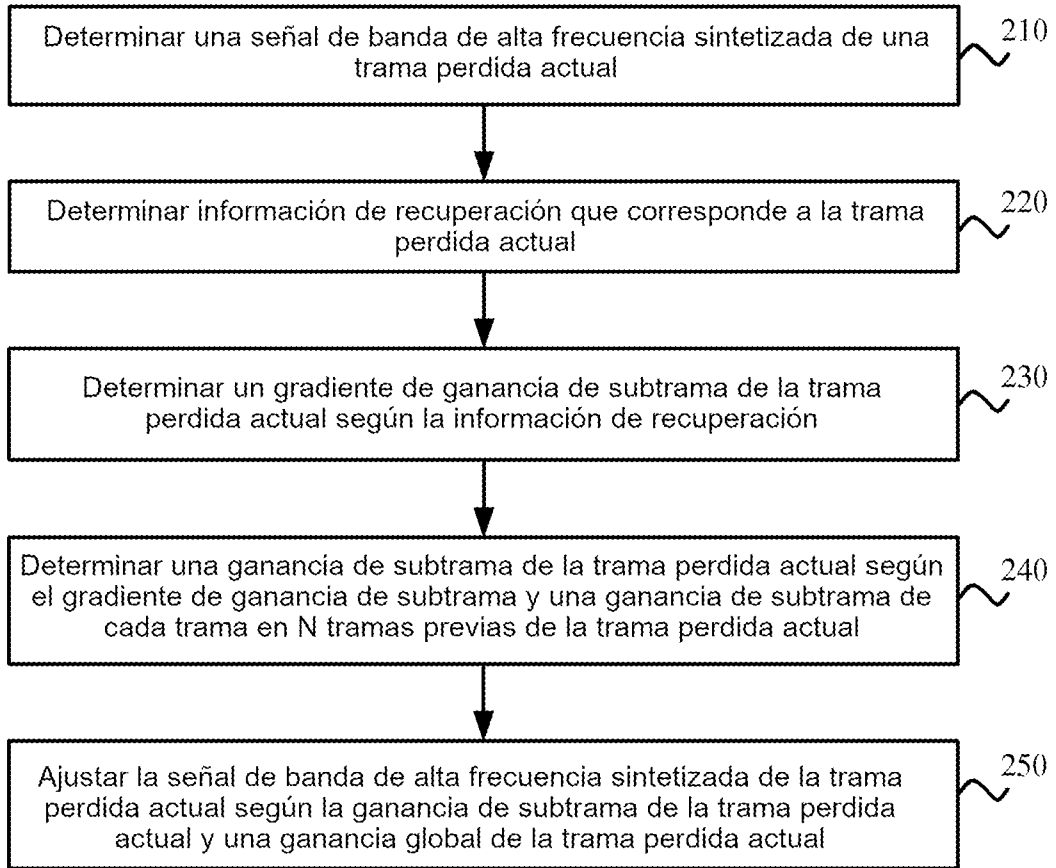 Determinar una señal de banda de alta frecuencia sintetizada de una
trama perdida actual
210
Determinar información de recuperación que corresponde a la trama
perdida actual
220
Determinar un gradiente de ganancia de subtrama de la trama
perdida actual según la información de recuperación
230
Determinar una ganancia de subtrama de la trama perdida actual según
el gradiente de ganancia de subtrama y una ganancia de subtrama de
cada trama en N tramas previas de la trama perdida actual
240
Ajustar la señal de banda de alta frecuencia sintetizada de la trama
perdida actual según la ganancia de subtrama de la trama perdida
actual y una ganancia global de la trama perdida actual
250